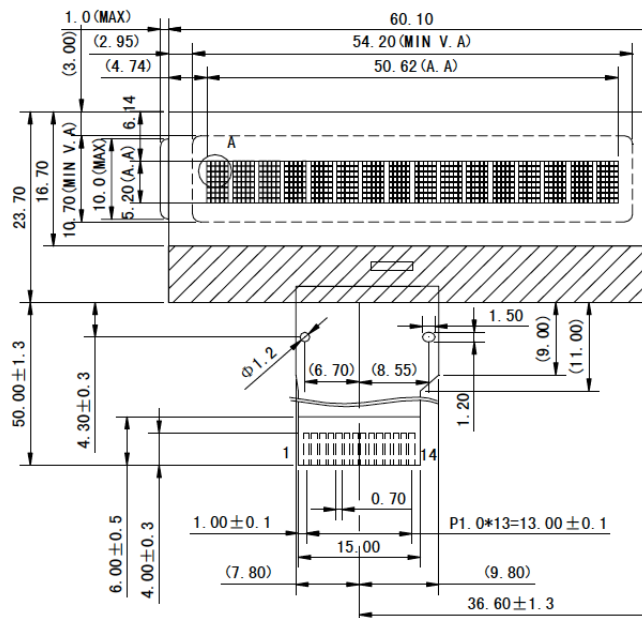 1.0(MAX)
60.10
(2.95)
54.20(MIN V.A)
(3.00)
(4.74)
50.62(A.A)
6.14
A
23.70
16.70
10.70(MIN V.A)
10.0(MAX)
5.20(A.A)
1.50
Φ1.2
(6.70)
(8.55)
(9.00)
(11.00)
1.20
50.00±1.3
4.30±0.3
1
14
0.70
1.00±0.1
P1.0*13=13.00±0.1
15.00
6.00±0.5
4.00±0.3
(7.80)
(9.80)
36.60±1.3